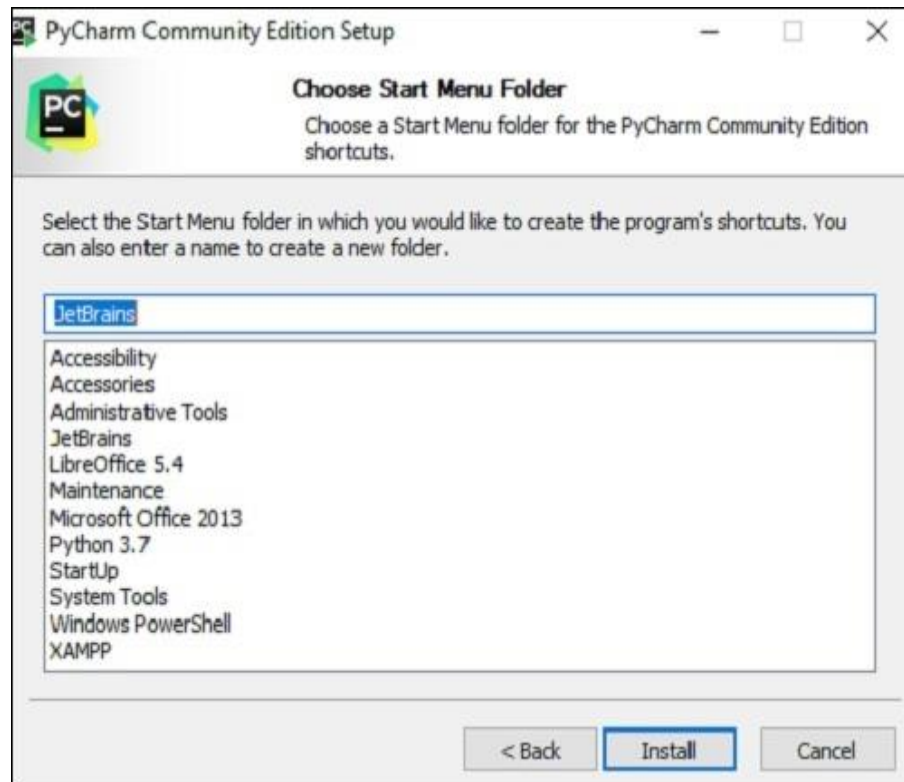 PyCharm Community Edition Setup
PC
Choose Start Menu Folder
Choose a Start Menu folder for the PyCharm Community Edition
shortcuts.
Select the Start Menu folder in which you would like to create the program's shortcuts. You
can also enter a name to create a new folder.
JetBrains
Accessibility
Accessories
Administrative Tools
JetBrains
LibreOffice 5.4
Maintenance
Microsoft Office 2013
Python 3.7
StartUp
System Tools
Windows PowerShell
XAMPP
< Back Install Cancel